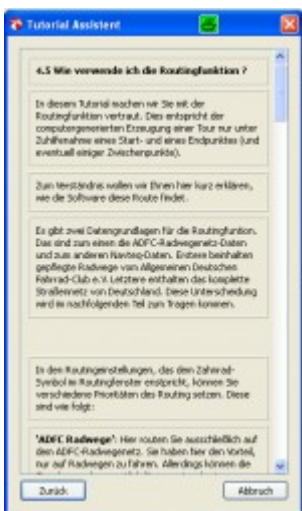 Tutorial Assistent
4.5 Wie verwende ich die Routingfunktion ?
In diesem Tutorial machen wir Sie mit der
Routingfunktion vertraut. Dies entspricht der
computergenerierten Erzeugung einer Tour nur unter
Zuhilfenahme eines Start- und eines Endpunktes (und
eventuell einiger Zwischenpunkte).
Zum Verständnis wollen wir Ihnen hier kurz erklären,
wie die Software diese Route findet.
Es gibt zwei Datengrundlagen für die Routingfuntion.
Das sind zum einen die ADFC-Radwegenetz-Daten
und zum anderen Navteq-Daten. Erstere beinhalten
gepflegte Radwege vom Allgemeinen Deutschen
Fahrrad-Club e.V. Letztere enthalten das komplette
Straßennetz von Deutschland. Diese Unterscheidung
wird im nachfolgenden Teil zum Tragen kommen.
In den Routingeinstellungen, das dem Zahnrad-
Symbol im Routingfenster enstpricht, können Sie
verschiedene Prioritäten des Routing setzen. Diese
sind wie folgt:
'ADFC Radwege': Hier routen Sie ausschließlich auf
dem ADFC-Radwegenetz. Sie haben hier den Vorteil,
nur auf Radwegen zu fahren. Allerdings können die
Zurück
Abbruch